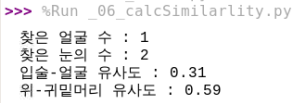 >>> %Run _06_calcSimilarlity.py
찾은 얼굴 수 : 1
찾은 눈의 수 : 2
입술-얼굴 유사도 : 0.31
위-귀밑머리 유사도 : 0.59